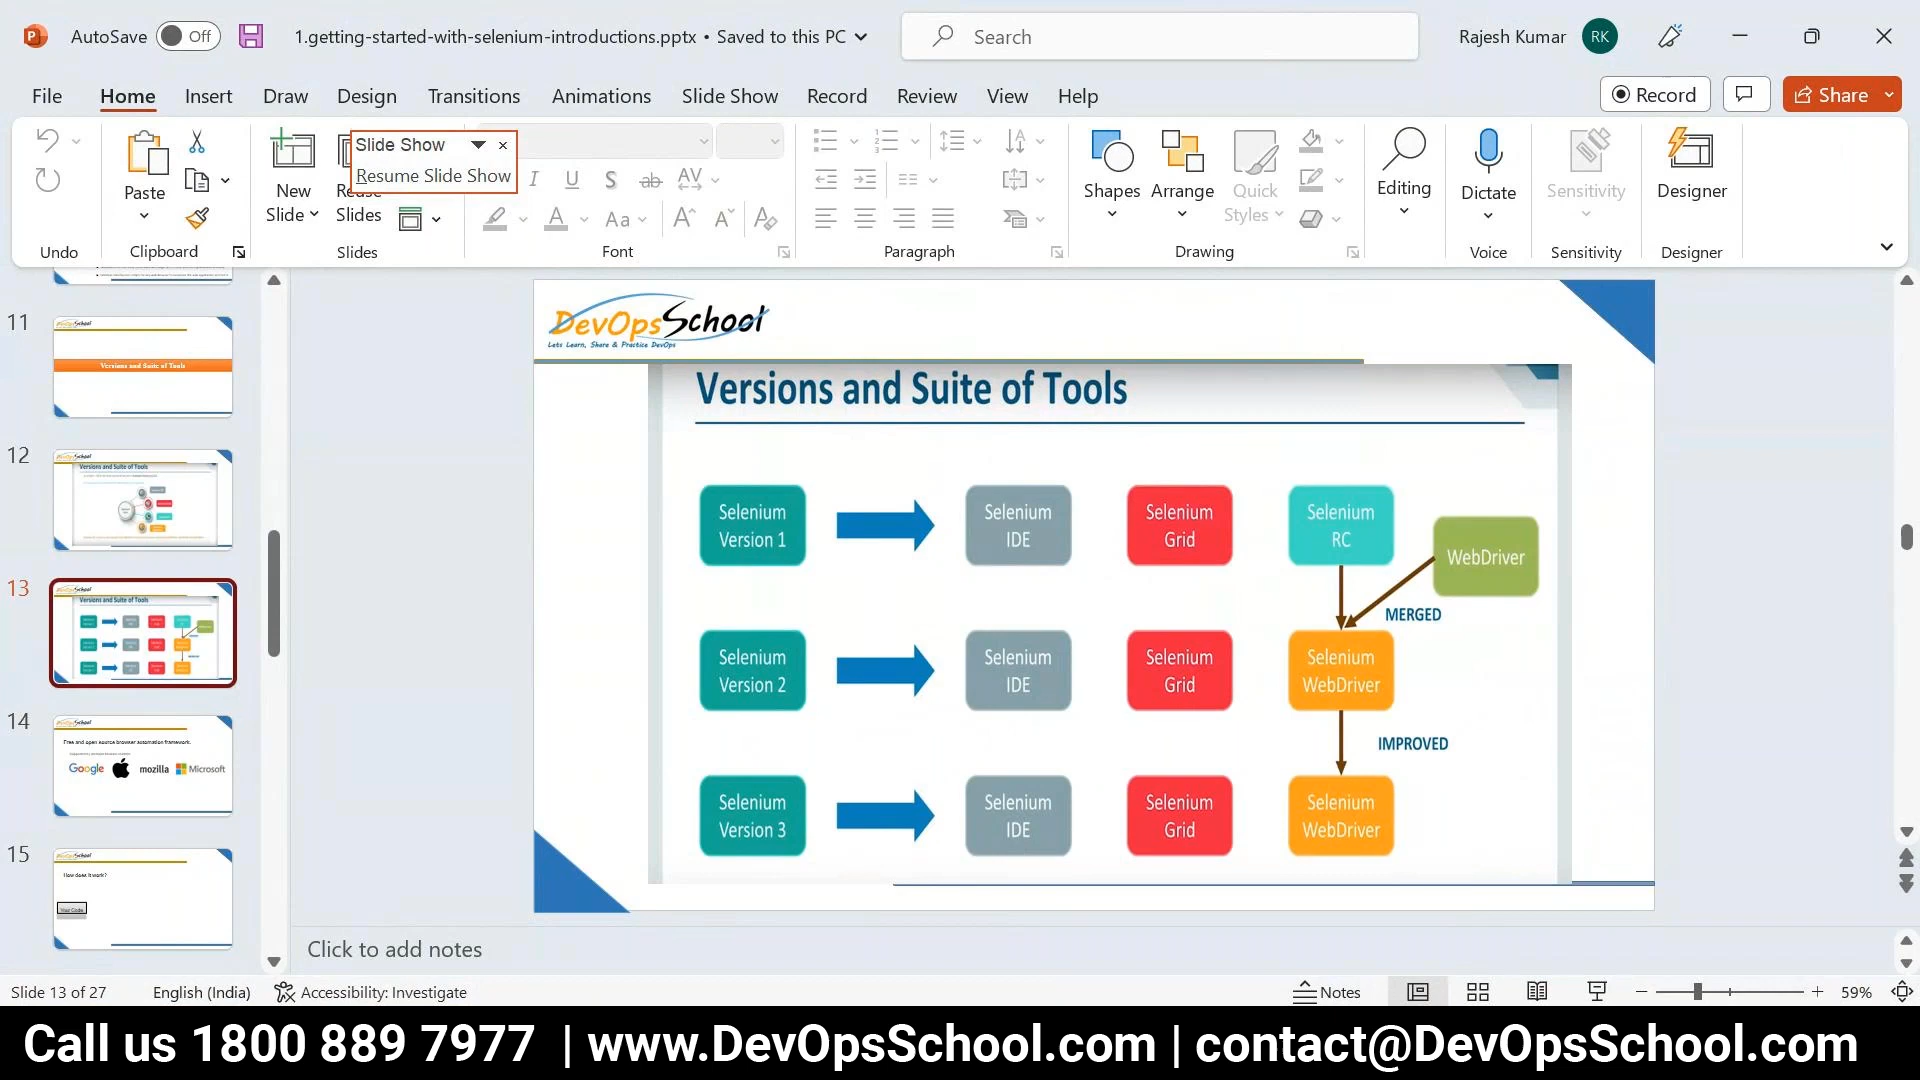 AutoSave Off 1.getting-started-with-selenium-introductions.pptx • Saved to this PC Search Rajesh Kumar RK
File Home Insert Draw Design Transitions Animations Slide Show Record Review View Help Record Share
Slide Show
Resume Slide Show
Paste
New
Slide
Slides
Shapes
Arrange
Quick
Styles
Editing
Dictate
Sensitivity
Designer
Undo Clipboard Slides Font Paragraph Drawing Voice Sensitivity Designer
11
Versions and Suite of Tools
12
Versions and Suite of Tools
13
Versions and Suite of Tools
14
Free and open source browser automation framework.
Google mozilla Microsoft
15
How does it work?
Your Code
DevOpsSchool
Lets Learn, Share & Practice DevOps
Versions and Suite of Tools
Selenium
Version 1
Selenium
IDE
Selenium
Grid
Selenium
RC
WebDriver
MERGED
Selenium
Version 2
Selenium
IDE
Selenium
Grid
Selenium
WebDriver
IMPROVED
Selenium
Version 3
Selenium
IDE
Selenium
Grid
Selenium
WebDriver
Click to add notes
Slide 13 of 27 English (India) Accessibility: Investigate Notes 59%
Call us 1800 889 7977 | www.DevOpsSchool.com | contact@DevOpsSchool.com